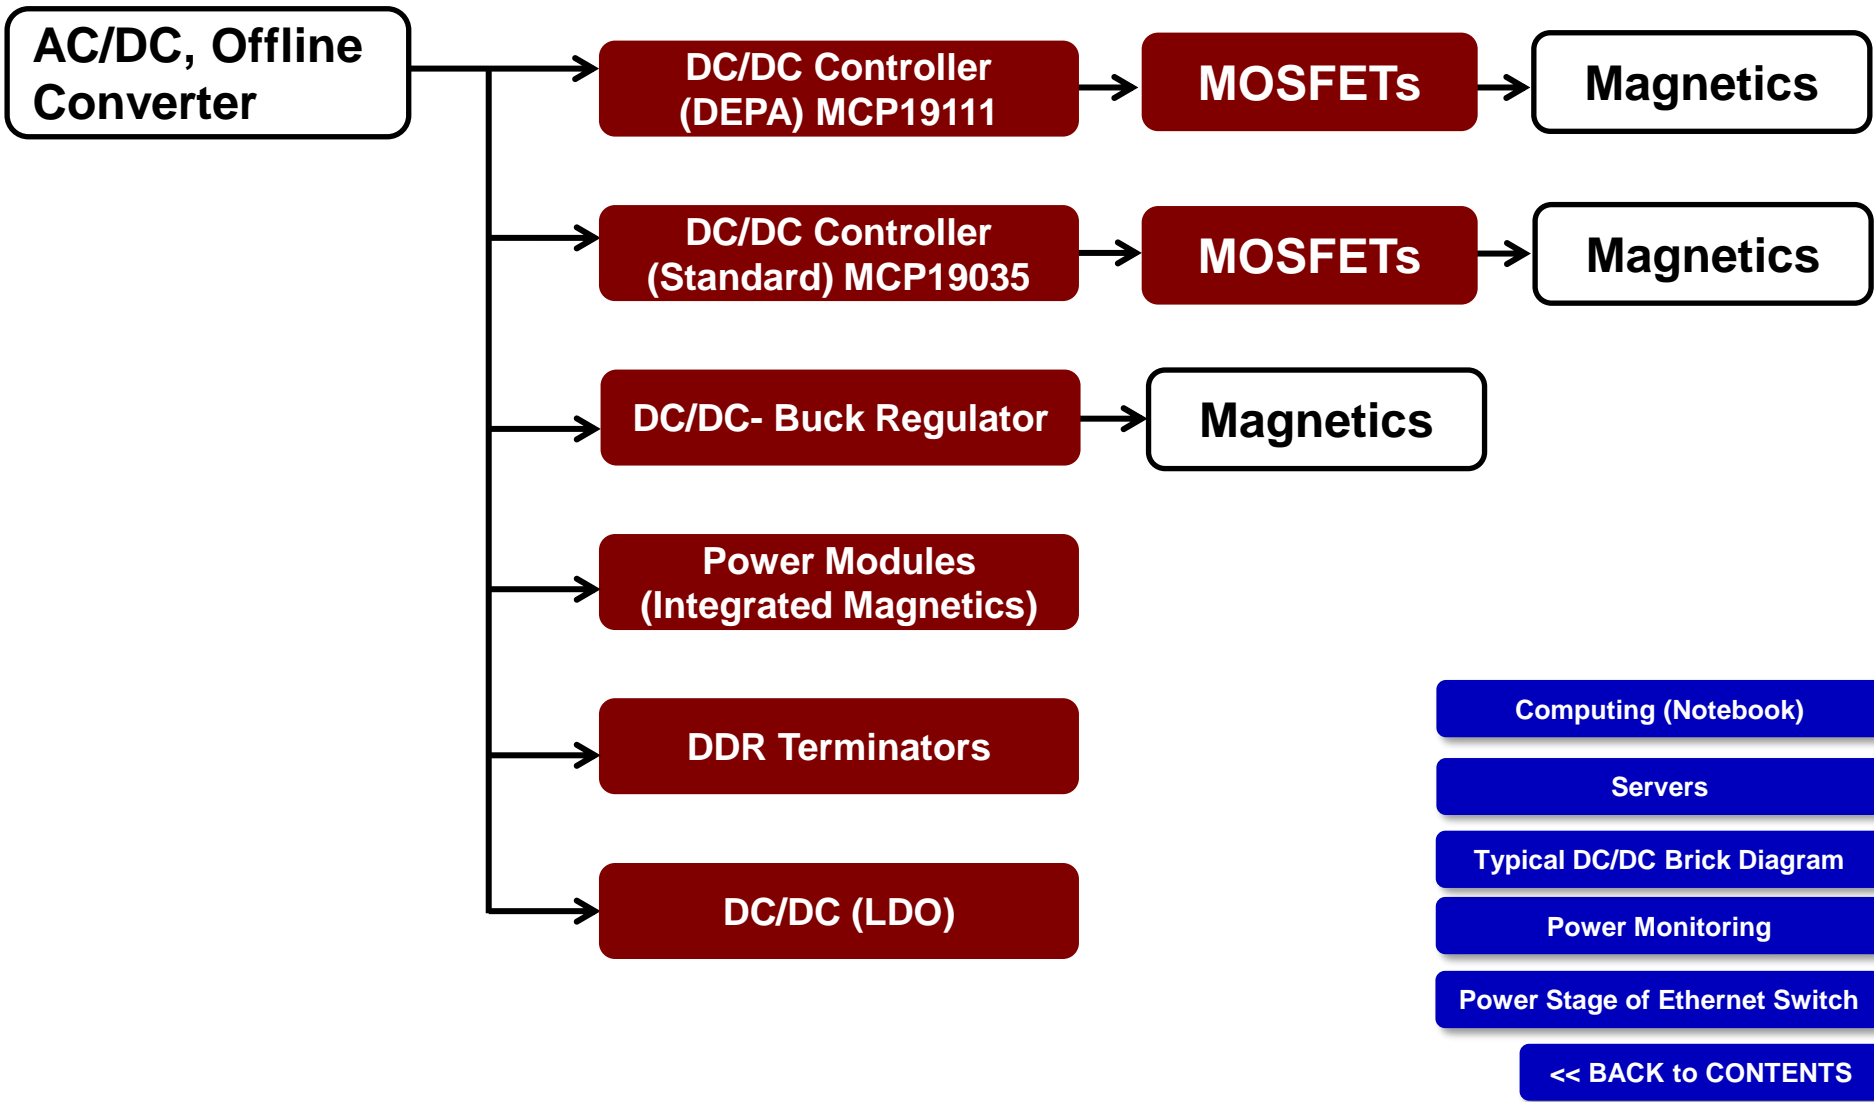 AC/DC, Offline
Converter
DC/DC Controller
(DEPA) MCP19111
MOSFETs
Magnetics
DC/DC Controller
(Standard) MCP19035
MOSFETs
Magnetics
DC/DC- Buck Regulator
Magnetics
Power Modules
(Integrated Magnetics)
DDR Terminators
DC/DC (LDO)
Computing (Notebook)
Servers
Typical DC/DC Brick Diagram
Power Monitoring
Power Stage of Ethernet Switch
<< BACK to CONTENTS